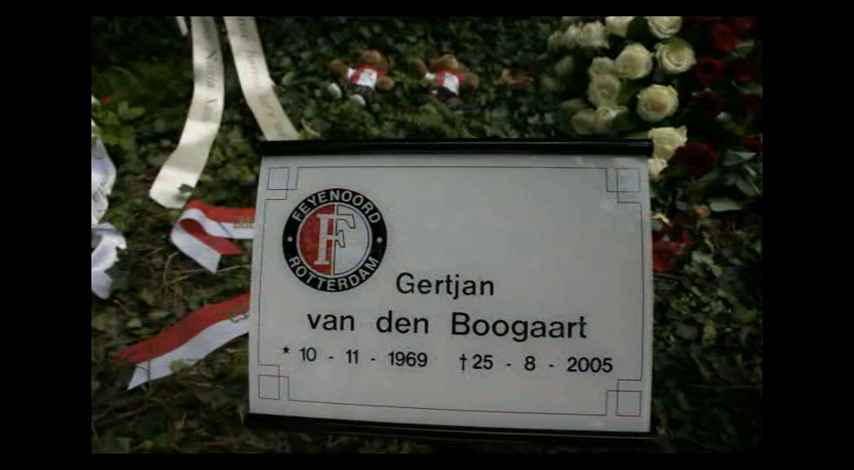 FEYENOORD
ROTTERDAM
Gertjan
van den Boogaart
* 10 - 11 - 1969 †25 - 8 - 2005